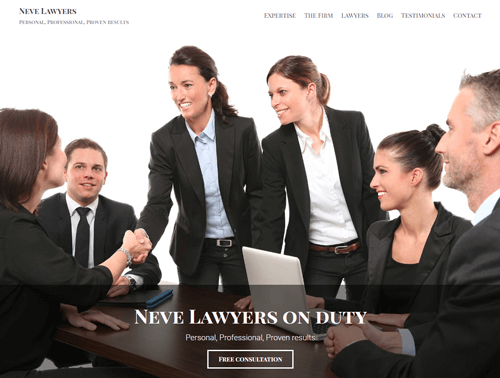 Neve Lawyers
Personal, Professional, Proven results
Expertise The Firm Lawyers Blog Testimonials Contact
Neve Lawyers on duty
Personal, Professional, Proven results.
Free consultation